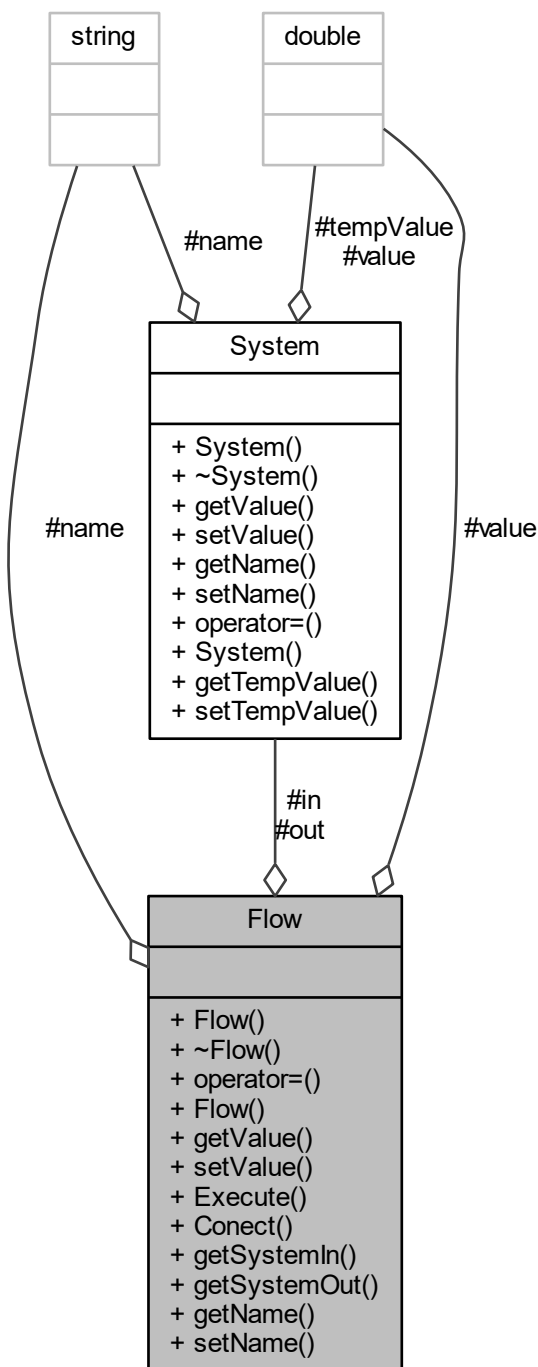 string
double
#name
#tempValue
#value
System
+ System()
+ ~System()
+ getValue()
+ setValue()
+ getName()
+ setName()
+ operator=()
+ System()
+ getTempValue()
+ setTempValue()
#name
#value
#in
#out
Flow
+ Flow()
+ ~Flow()
+ operator=()
+ Flow()
+ getValue()
+ setValue()
+ Execute()
+ Conect()
+ getSystemIn()
+ getSystemOut()
+ getName()
+ setName()